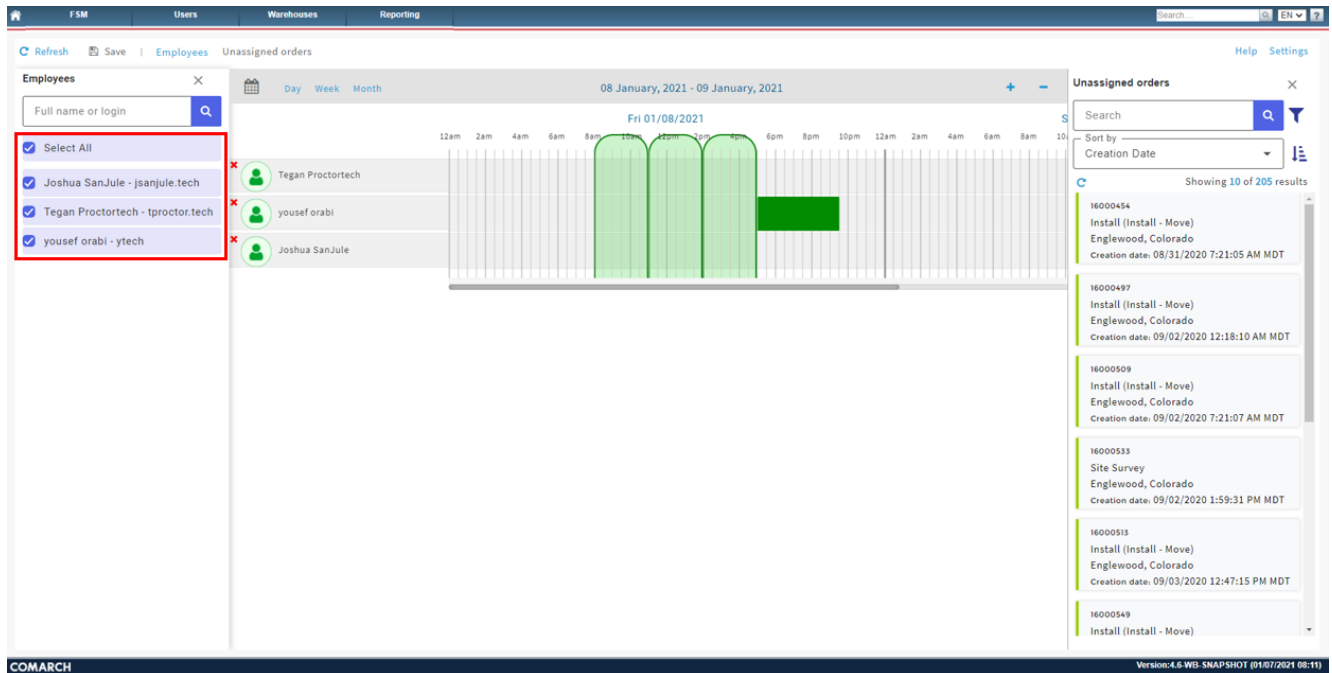 FSM Users Warehouses Reporting Search... EN ?
Refresh Save | Employees Unassigned orders Help Settings
Employees
Full name or login
Select All
Joshua SanJule - jsanjule.tech
Tegan Proctortech - tproctor.tech
yousef orabi - ytech
Day Week Month 08 January, 2021 - 09 January, 2021 + -
Fri 01/08/2021 S
12am 2am 4am 6am 8am 10am 12pm 2pm 4pm 6pm 8pm 10pm 12am 2am 4am 6am 8am 10
Tegan Proctortech
yousef orabi
Joshua SanJule
Unassigned orders
Search
Sort by
Creation Date
Showing 10 of 205 results
16000454
Install (Install - Move)
Englewood, Colorado
Creation date: 08/31/2020 7:21:05 AM MDT
16000497
Install (Install - Move)
Englewood, Colorado
Creation date: 09/02/2020 12:18:10 AM MDT
16000509
Install (Install - Move)
Englewood, Colorado
Creation date: 09/02/2020 7:21:07 AM MDT
16000533
Site Survey
Englewood, Colorado
Creation date: 09/02/2020 1:59:31 PM MDT
16000513
Install (Install - Move)
Englewood, Colorado
Creation date: 09/03/2020 12:47:15 PM MDT
16000549
Install (Install - Move)
COMARCH Version:4.6-WB-SNAPSHOT (01/07/2021 08:11)